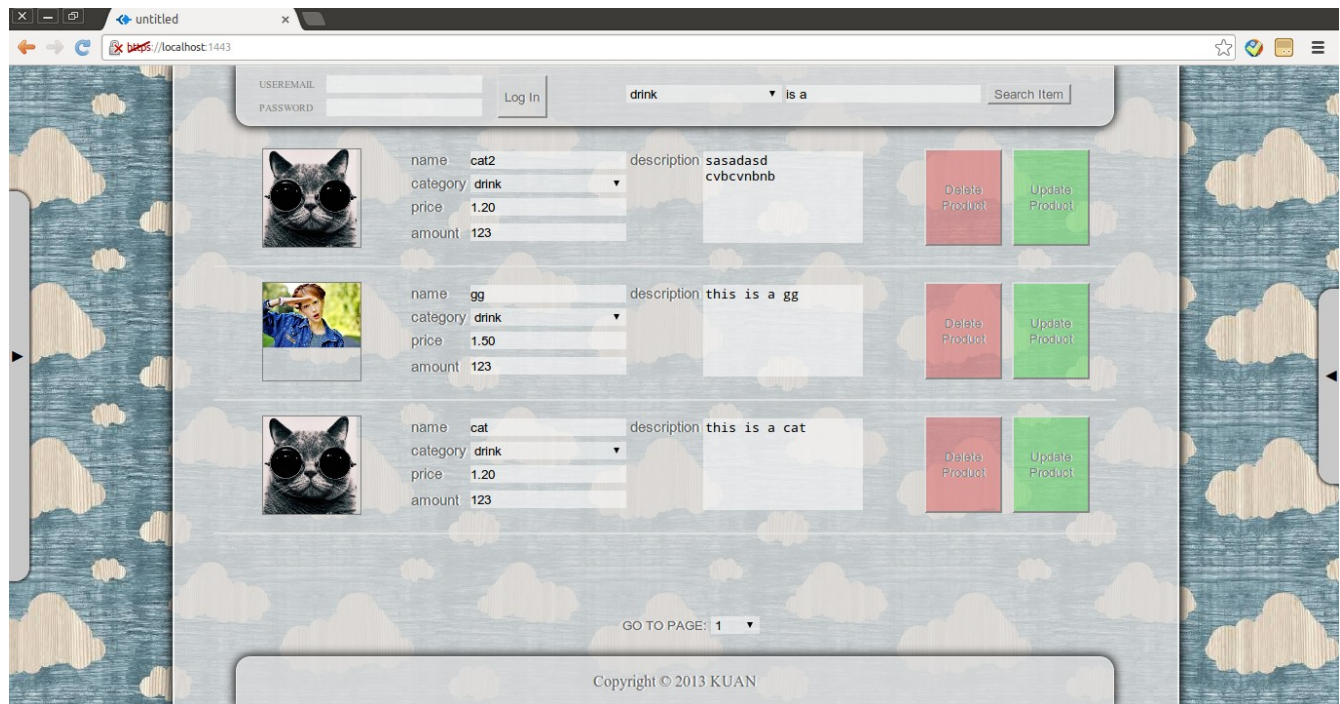 untitled
https://localhost:1443
USEREMAIL
PASSWORD
Log In
drink is a Search Item
name cat2
category drink
price 1.20
amount 123
description sasadasd
cvbcvnbnb
Delete
Product
Update
Product
name gg
category drink
price 1.50
amount 123
description this is a gg
Delete
Product
Update
Product
name cat
category drink
price 1.20
amount 123
description this is a cat
Delete
Product
Update
Product
GO TO PAGE: 1
Copyright © 2013 KUAN